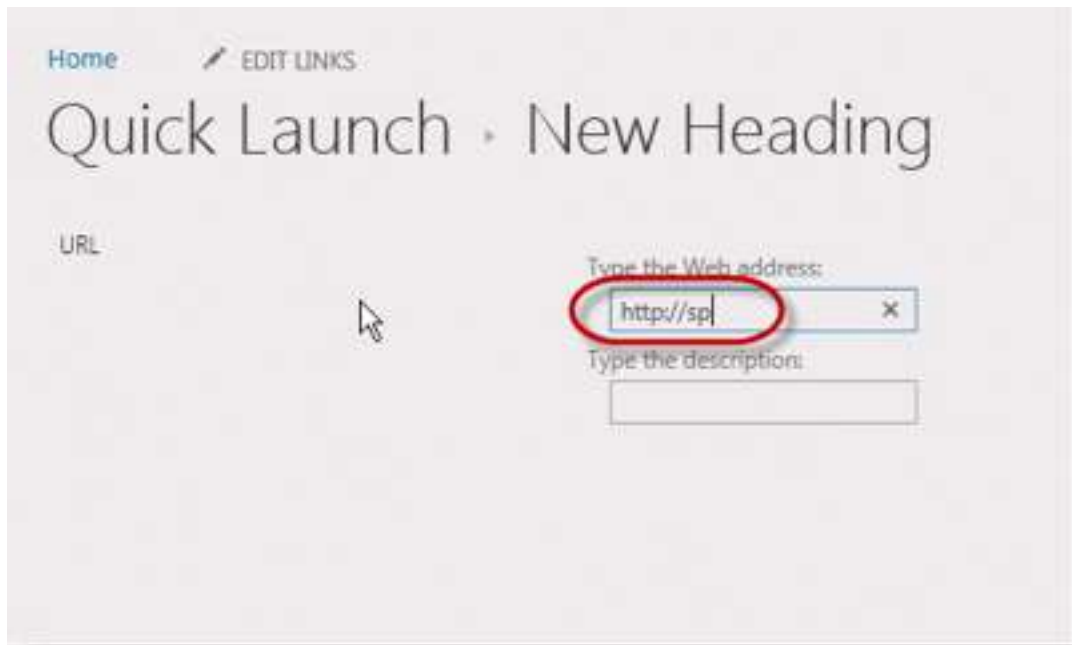 Home EDIT LINKS
Quick Launch New Heading
URL
Type the Web address:
http://sp
Type the description: